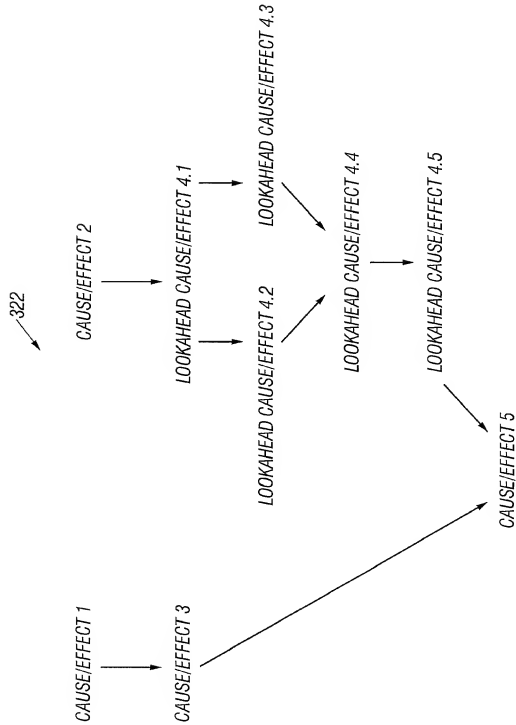 322
CAUSE/EFFECT 1
CAUSE/EFFECT 2
CAUSE/EFFECT 3
LOOKAHEAD CAUSE/EFFECT 4.1
LOOKAHEAD CAUSE/EFFECT 4.2
LOOKAHEAD CAUSE/EFFECT 4.3
LOOKAHEAD CAUSE/EFFECT 4.4
LOOKAHEAD CAUSE/EFFECT 4.5
CAUSE/EFFECT 5